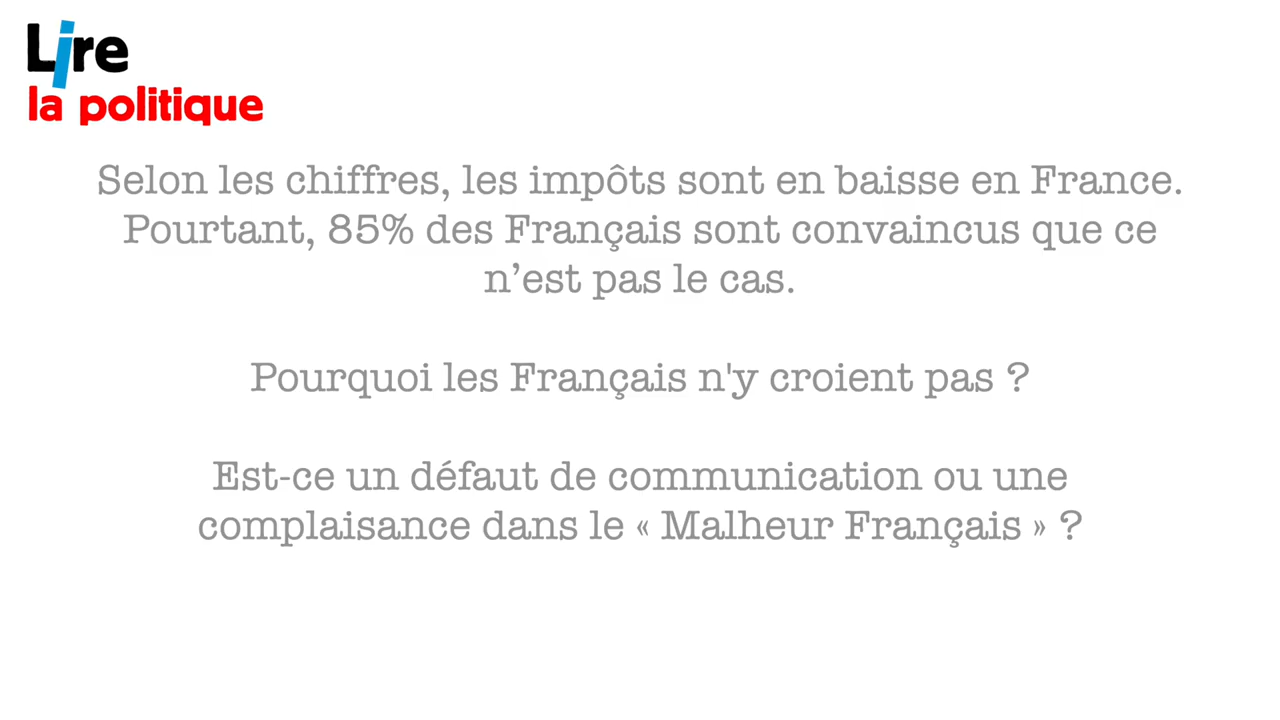 Lire
la politique
Selon les chiffres, les impôts sont en baisse en France.
Pourtant, 85% des Français sont convaincus que ce
n’est pas le cas.
Pourquoi les Français n'y croient pas ?
Est-ce un défaut de communication ou une
complaisance dans le « Malheur Français » ?